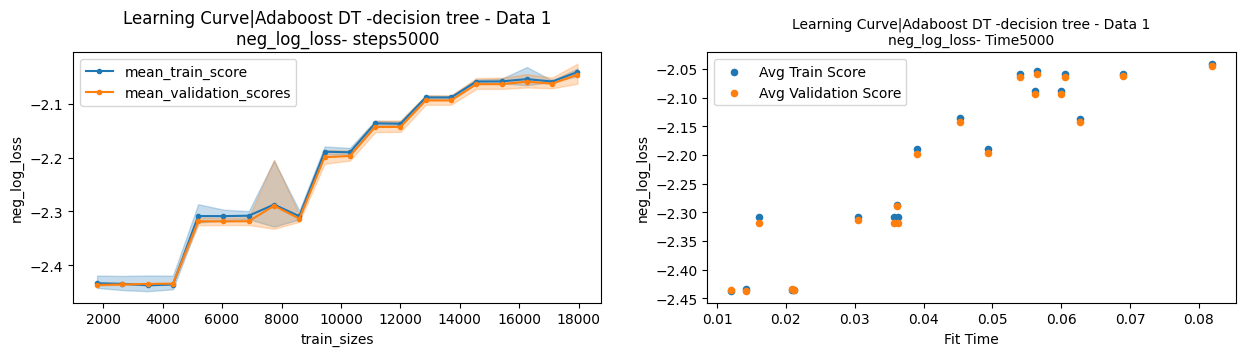 Learning Curve|Adaboost DT -decision tree - Data 1
neg_log_loss- steps5000
mean_train_score
mean_validation_scores
−2.1
−2.2
−2.3
−2.4
neg_log_loss
2000 4000 6000 8000 10000 12000 14000 16000 18000
train_sizes
Learning Curve|Adaboost DT -decision tree - Data 1
neg_log_loss- Time5000
Avg Train Score
Avg Validation Score
−2.05
−2.10
−2.15
−2.20
−2.25
−2.30
−2.35
−2.40
−2.45
neg_log_loss
0.01 0.02 0.03 0.04 0.05 0.06 0.07 0.08
Fit Time